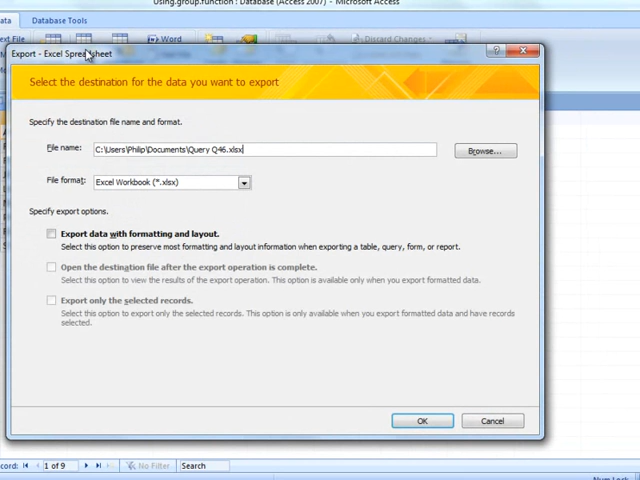 Using.group.function : Database (Access 2007) - Microsoft Access
Database Tools
Text File
Word
Discard Changes
Export - Excel Spreadsheet
Select the destination for the data you want to export
Specify the destination file name and format.
File name: C:\Users\Philip\Documents\Query Q46.xlsx Browse...
File format: Excel Workbook (*.xlsx)
Specify export options.
Export data with formatting and layout.
Select this option to preserve most formatting and layout information when exporting a table, query, form, or report.
Open the destination file after the export operation is complete.
Select this option to view the results of the export operation. This option is available only when you export formatted data.
Export only the selected records.
Select this option to export only the selected records. This option is only available when you export formatted data and have records
selected.
OK Cancel
1 of 9 No Filter Search